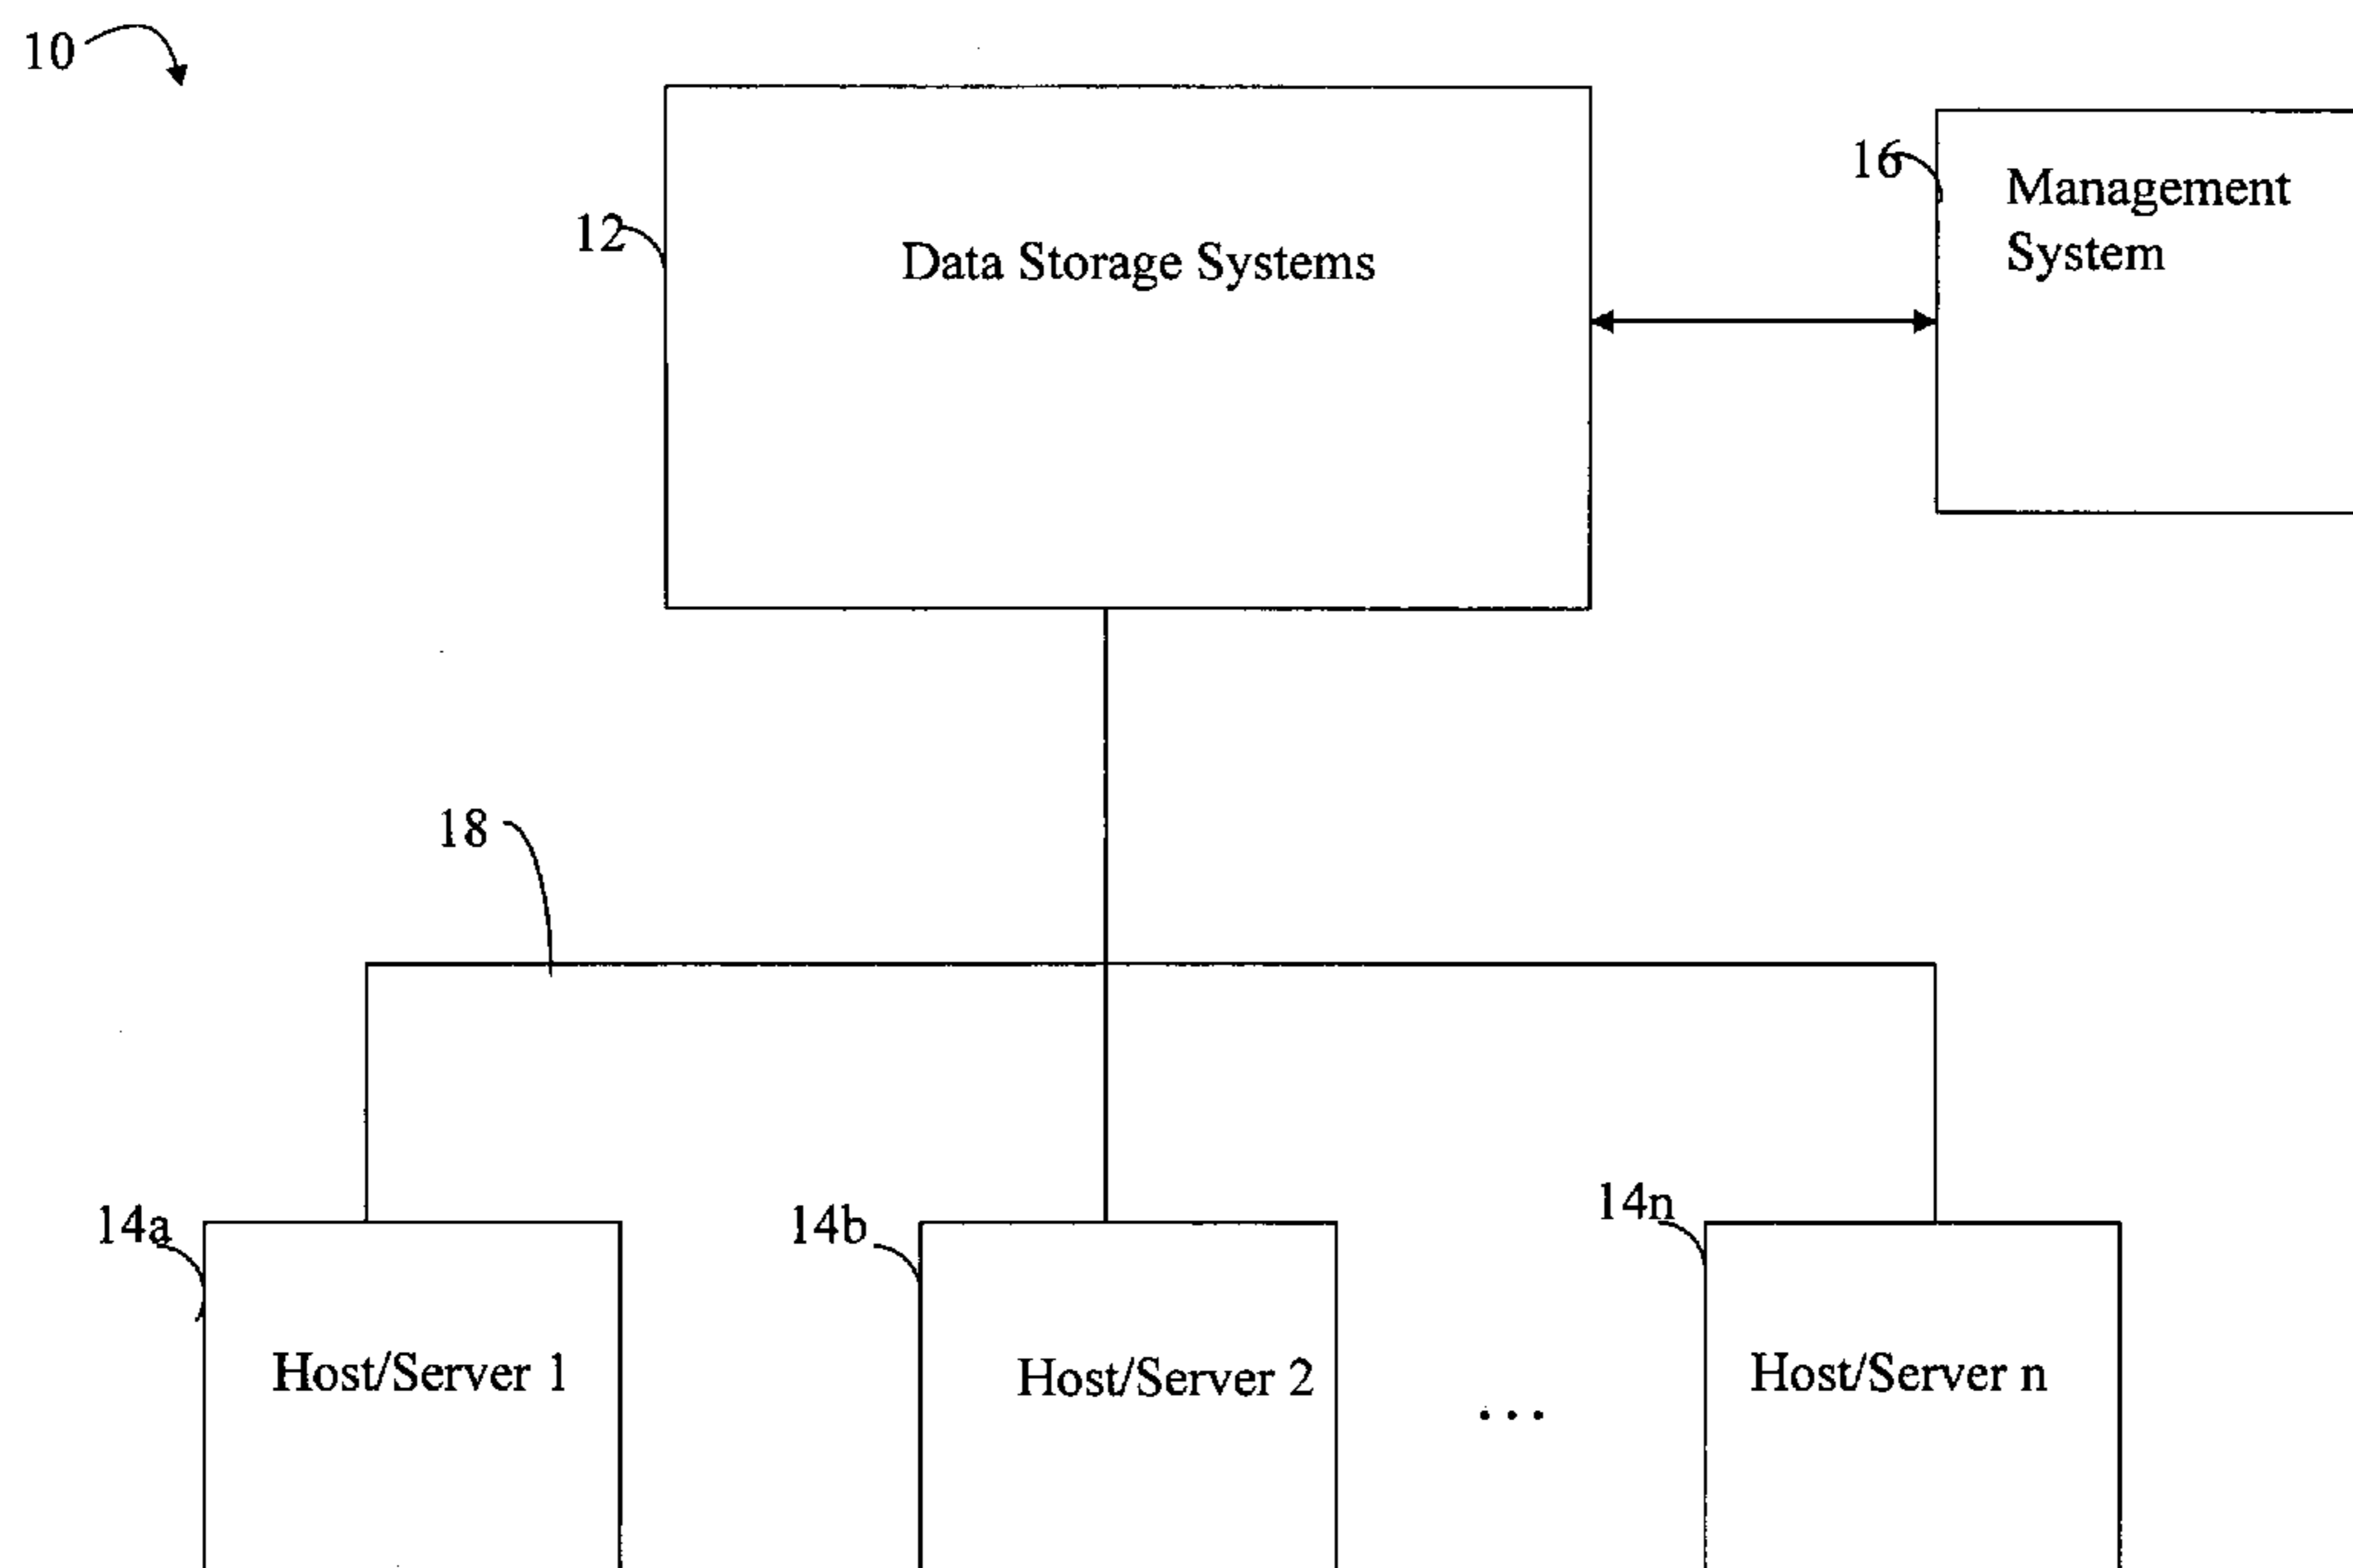 10
12
Data Storage Systems
16
Management
System
18
14a
14b
14n
Host/Server 1
Host/Server 2
...
Host/Server n